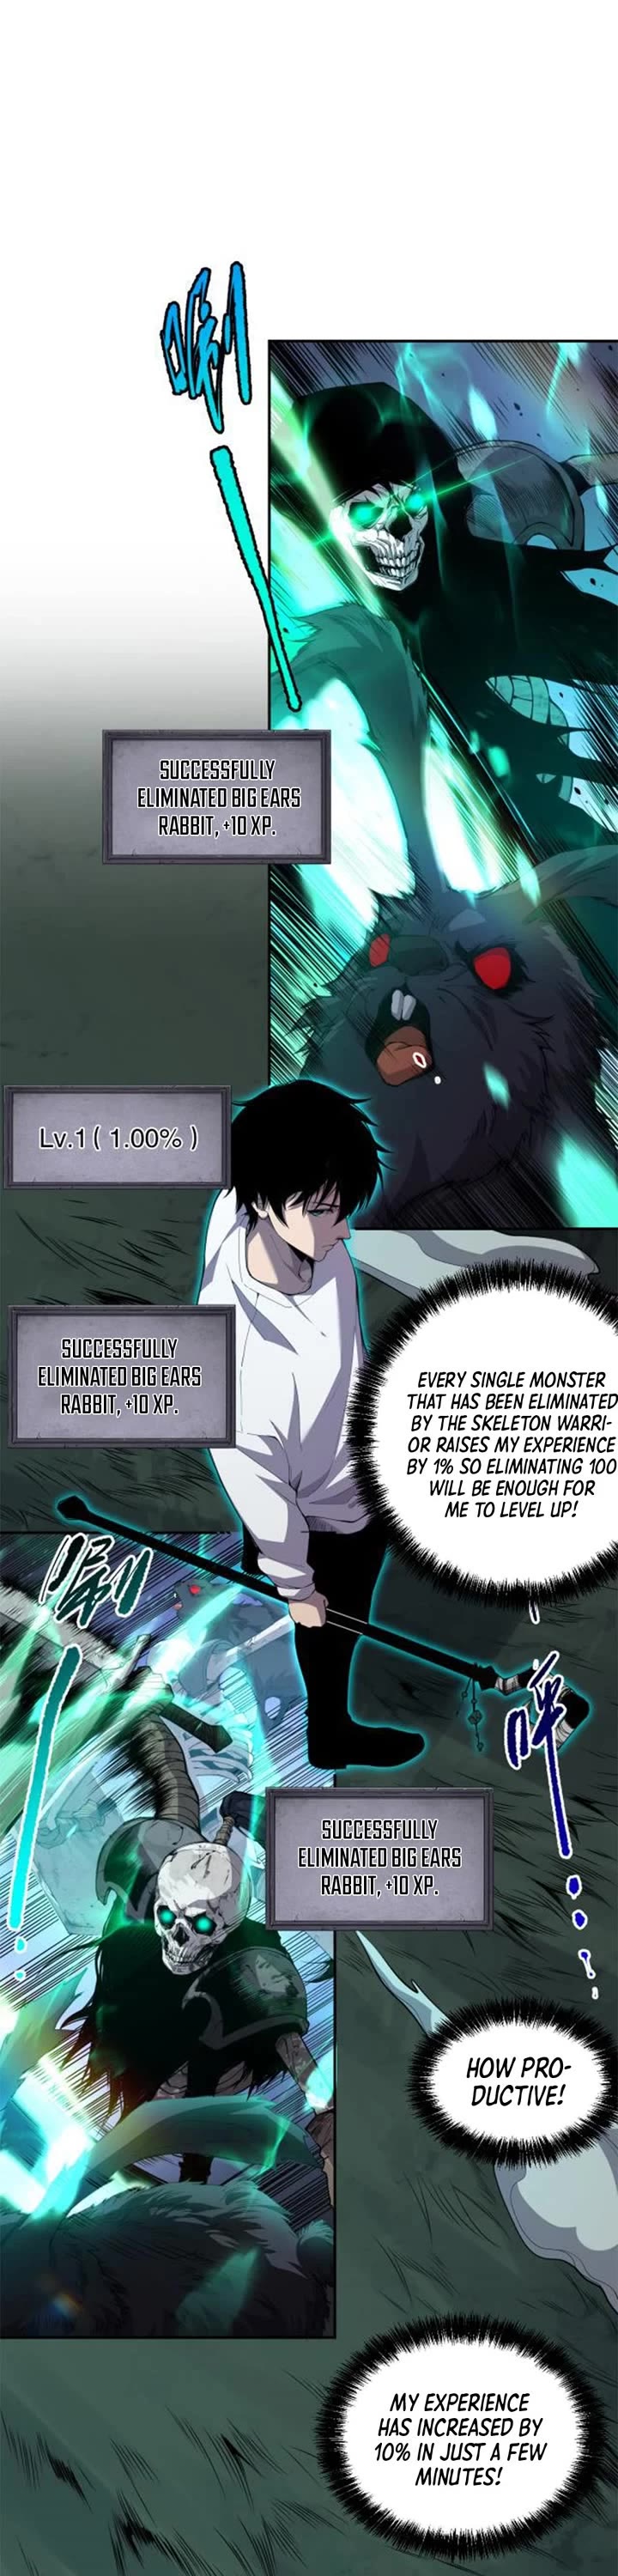 唰
SUCCESSFULLY
ELIMINATED BIG EARS
RABBIT, +10 XP.
Lv.1 ( 1.00% )
SUCCESSFULLY
ELIMINATED BIG EARS
RABBIT, +10 XP.
EVERY SINGLE MONSTER
THAT HAS BEEN ELIMINATED
BY THE SKELETON WARRI-
OR RAISES MY EXPERIENCE
BY 1% SO ELIMINATING 100
WILL BE ENOUGH FOR
ME TO LEVEL UP!
唰
SUCCESSFULLY
ELIMINATED BIG EARS
RABBIT, +10 XP.
HOW PRO-
DUCTIVE!
MY EXPERIENCE
HAS INCREASED BY
10% IN JUST A FEW
MINUTES!